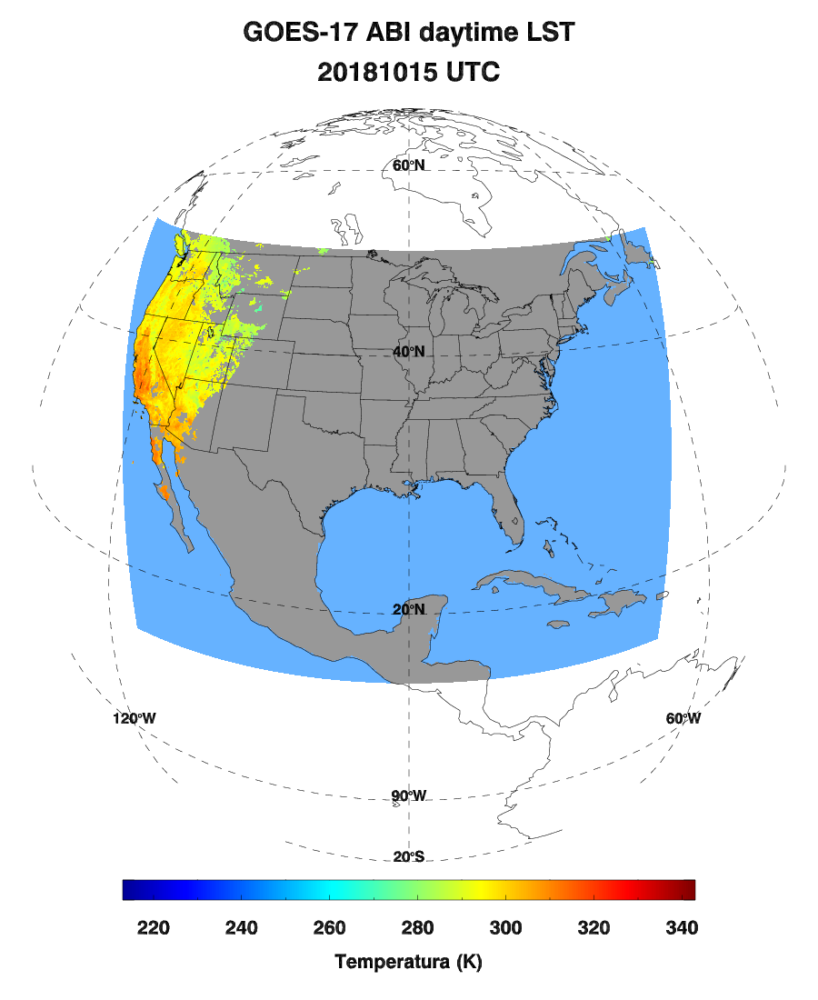 GOES-17 ABI daytime LST
20181015 UTC
60°N
40°N
20°N
120°W
60°W
90°W
20°S
220 240 260 280 300 320 340
Temperatura (K)